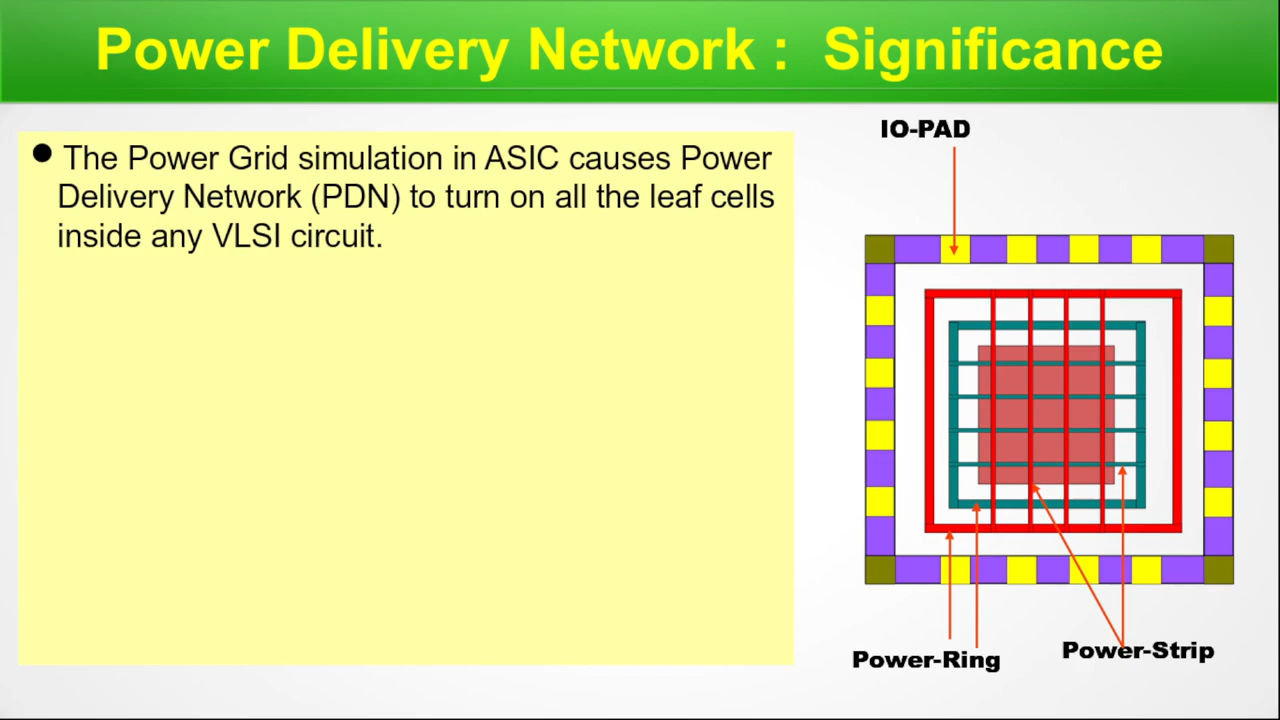 Power Delivery Network :  Significance
IO-PAD
● The Power Grid simulation in ASIC causes Power
Delivery Network (PDN) to turn on all the leaf cells
inside any VLSI circuit.
Power-Ring
Power-Strip